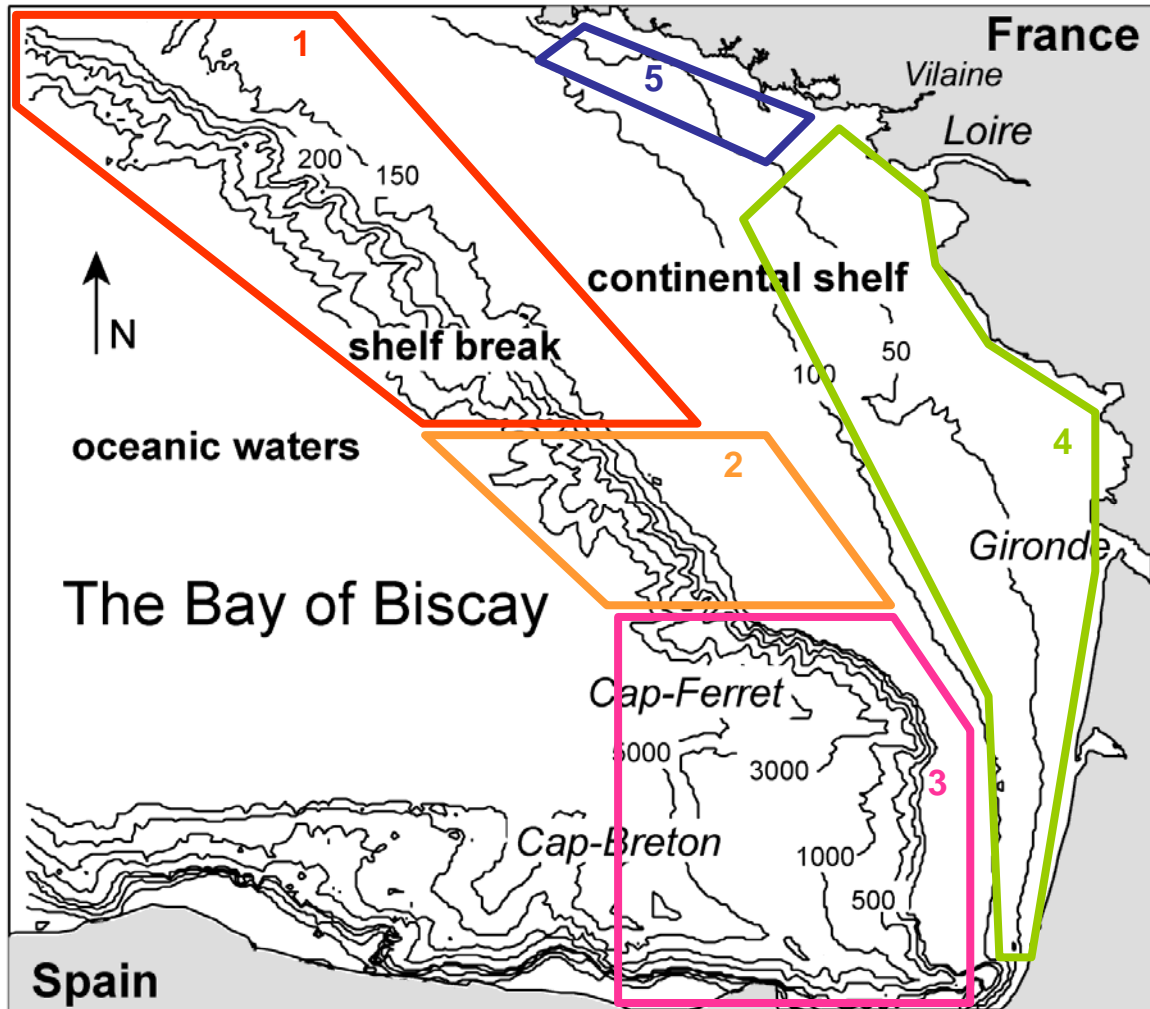 1
France
5
Vilaine
Loire
200
150
continental shelf
N
shelf break
50
100
oceanic waters
2
4
Gironde
The Bay of Biscay
Cap-Ferret
5000
3000
3
Cap-Breton
1000
500
Spain